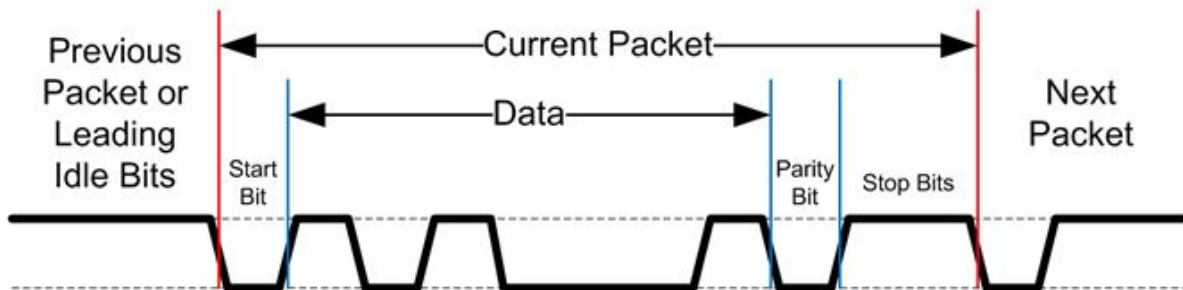 Current Packet
Previous
Packet or
Leading
Idle Bits
Data
Start
Bit
Parity
Bit
Stop Bits
Next
Packet